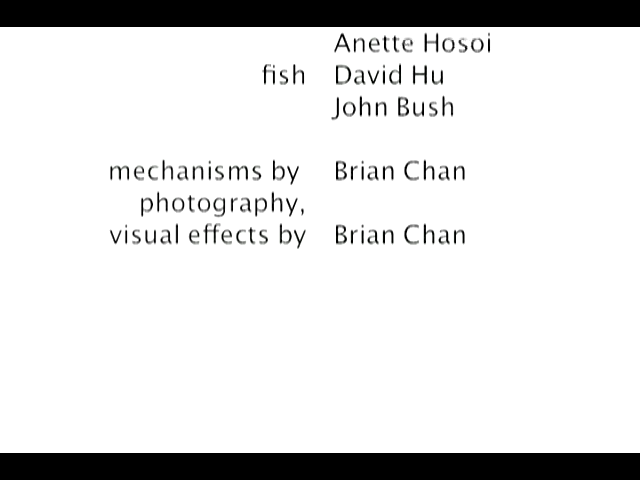 Anette Hosoi
fish David Hu
John Bush
mechanisms by Brian Chan
photography,
visual effects by Brian Chan